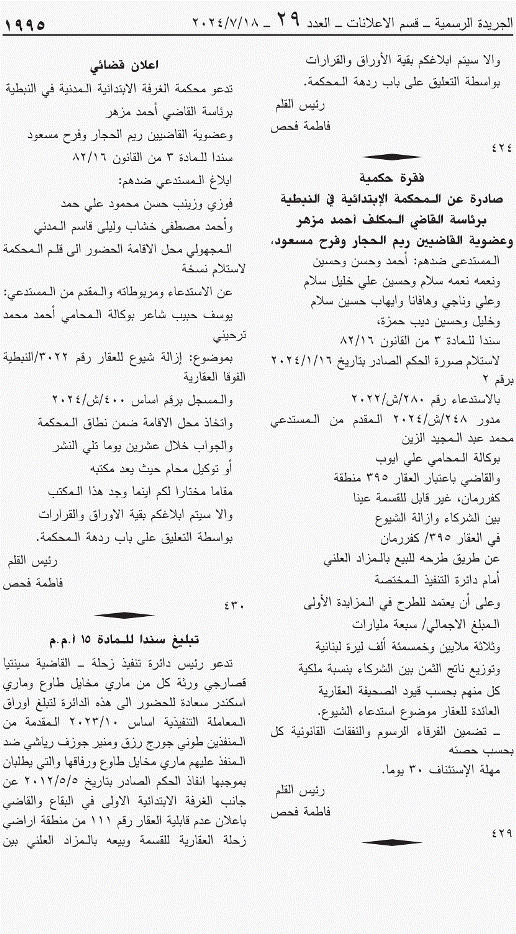 الجريدة الرسمية ــ قسم الاعلانات ــ العدد ٢٩ ــ ٢٠٢٤/٧/١٨
١٩٩٥
والا سيتم ابلاغكم بقية الأوراق والقرارات
بواسطة التعليق على باب ردهة المحكمة.
رئيس القلم
فاطمة فحص
٤٢٤
فقرة حكمية
صادرة عن المحكمة الإبتدائية في النبطية
برئاسة القاضي المكلف أحمد مزهر
وعضوية القاضيين ريم الحجار وفرح مسعود،
المستدعى ضدهم: أحمد وحسن وحسين
ونعمه نعمه سلام وحسين علي خليل سلام
وعلي وناجي وهافانا وايهاب حسين سلام
وخليل وحسين ديب حمزة،
سندا للمادة ٣ من القانون ٨٢/١٦
لاستلام صورة الحكم الصادر بتاريخ ٢٠٢٤/١/١٦
برقم ٢
بالاستدعاء رقم ٢٨٠/ش/٢٠٢٢
مدور ٢٤٨/ش/٢٠٢٤ المقدم من المستدعي
محمد عبد المجيد الزين
بوكالة المحامي علي ايوب
والقاضي باعتبار العقار ٣٩٥ منطقة
كفررمان، غير قابل للقسمة عينا
بين الشركاء وازالة الشيوع
في العقار ٣٩٥/ كفررمان
عن طريق طرحه للبيع بالمزاد العلني
أمام دائرة التنفيذ المختصة
وعلى أن يعتمد للطرح في المزايدة الأولى
المبلغ الاجمالي/ سبعة مليارات
وثلاثة ملايين وخمسمئة ألف ليرة لبنانية
وتوزيع ناتج الثمن بين الشركاء بنسبة ملكية
كل منهم بحسب قيود الصحيفة العقارية
العائدة للعقار موضوع استدعاء الشيوع.
ــ تضمين الفرقاء الرسوم والنفقات القانونية كل
بحسب حصته
مهلة الإستئناف ٣٠ يوما.
رئيس القلم
فاطمة فحص
٤٢٩
اعلان قضائي
تدعو محكمة الغرفة الابتدائية المدنية في النبطية
برئاسة القاضي أحمد مزهر
وعضوية القاضيين ريم الحجار وفرح مسعود
سندا للمادة ٣ من القانون ٨٢/١٦
ابلاغ المستدعي ضدهم:
فوزي وزينب حسن محمود علي حمد
وأحمد مصطفى خشاب وليلى قاسم المدني
المجهولي محل الاقامة الحضور الى قلم المحكمة
لاستلام نسخة
عن الاستدعاء ومربوطاته والمقدم من المستدعي:
يوسف حبيب شاعر بوكالة المحامي أحمد محمد
ترحيني
بموضوع: إزالة شيوع للعقار رقم ٣٠٢٢/النبطية
الفوقا العقارية
والمسجل برقم اساس ٤٠٠/ش/٢٠٢٤
واتخاذ محل الاقامة ضمن نطاق المحكمة
والجواب خلال عشرين يوما تلي النشر
أو توكيل محام حيث يعد مكتبه
مقاما مختارا لكم اينما وجد هذا المكتب
والا سيتم ابلاغكم بقية الاوراق والقرارات
بواسطة التعليق على باب ردهة المحكمة.
رئيس القلم
فاطمة فحص
٤٣٠
تبليغ سندا للمادة ١٥ أ.م.م
تدعو رئيس دائرة تنفيذ زحلة ــ القاضية سينتيا
قصارجي ورثة كل من ماري مخايل طاوع وماري
اسكندر سعادة للحضور الى هذه الدائرة لتبلغ اوراق
المعاملة التنفيذية اساس ٢٠٢٣/١٠ المقدمة من
المنفذين طوني جورج رزق ومنير جوزف رياشي ضد
المنفذ عليهم ماري مخايل طاوع ورفاقها والتي يطلبان
بموجبها انفاذ الحكم الصادر بتاريخ ٢٠١٢/٥/٥ عن
جانب الغرفة الابتدائية الاولى في البقاع والقاضي
باعلان عدم قابلية العقار رقم ١١١ من منطقة اراضي
زحلة العقارية للقسمة وبيعه بالمزاد العلني بين